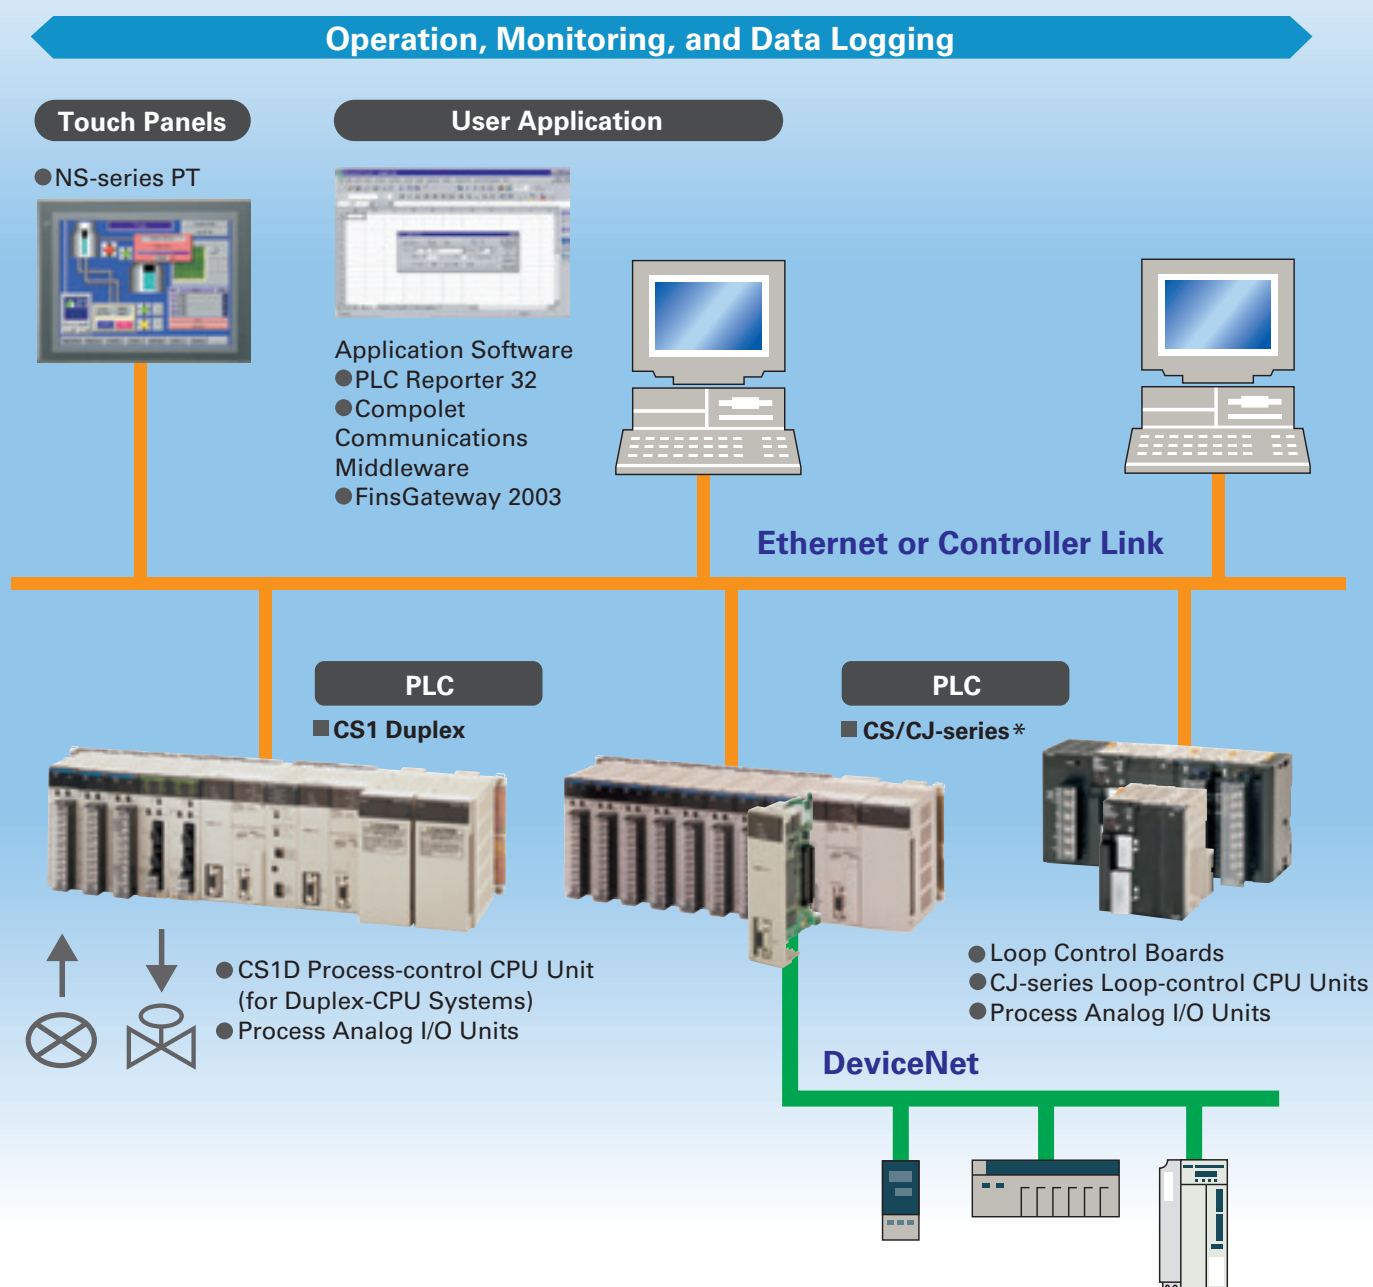 Operation, Monitoring, and Data Logging
Touch Panels
User Application
●NS-series PT
Application Software
●PLC Reporter 32
●Compolet
Communications
Middleware
●FinsGateway 2003
Ethernet or Controller Link
PLC
■CS1 Duplex
PLC
■CS/CJ-series*
●CS1D Process-control CPU Unit
(for Duplex-CPU Systems)
●Process Analog I/O Units
●Loop Control Boards
●CJ-series Loop-control CPU Units
●Process Analog I/O Units
DeviceNet